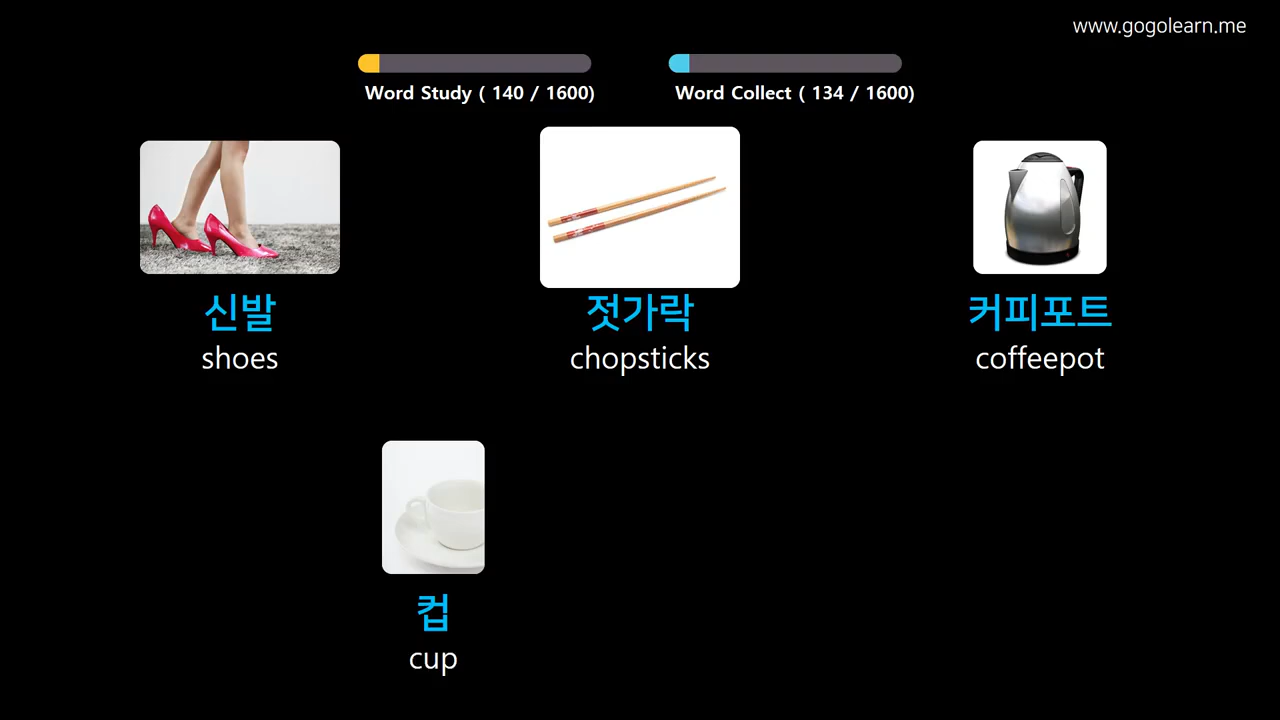 www.gogolearn.me
Word Study ( 140 / 1600)
Word Collect ( 134 / 1600)
신발
shoes
젓가락
chopsticks
커피포트
coffeepot
컵
cup